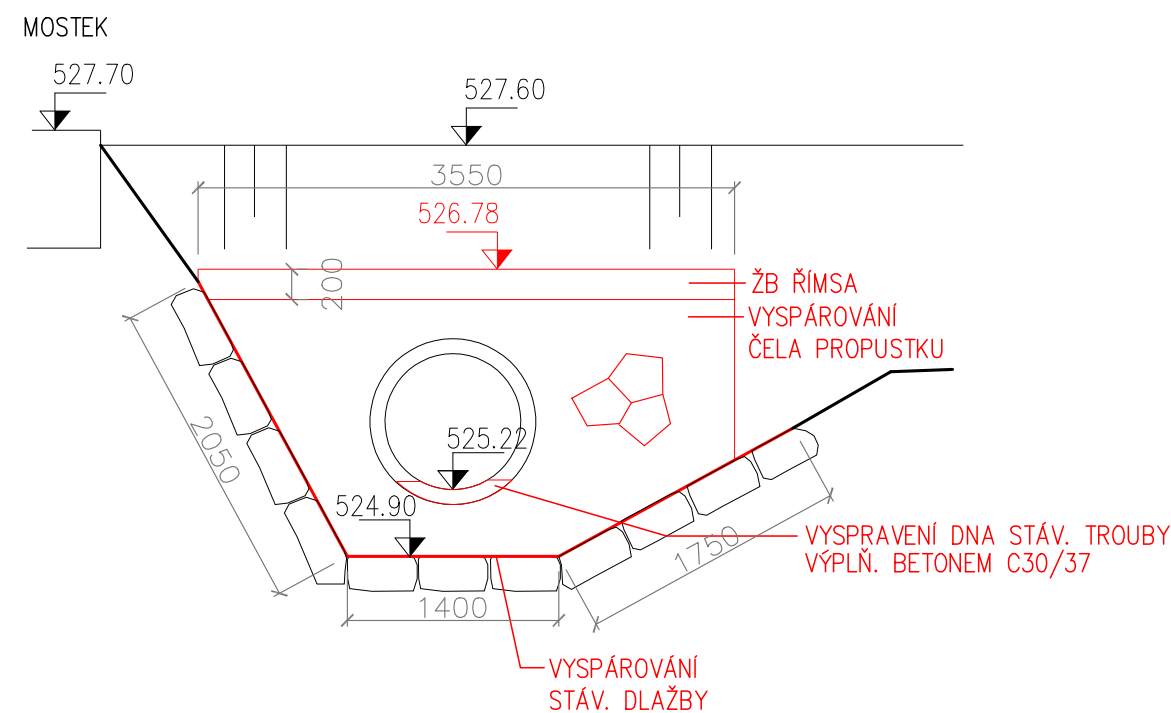 MOSTEK
527.70
527.60
3550
526.78
200
ŽB ŘÍMSA
VYSPÁROVÁNÍ
ČELA PROPUSTKU
2050
525.22
524.90
VYSPRAVENÍ DNA STÁV. TROUBY
VÝPLŇ. BETONEM C30/37
1750
1400
VYSPÁROVÁNÍ
STÁV. DLAŽBY